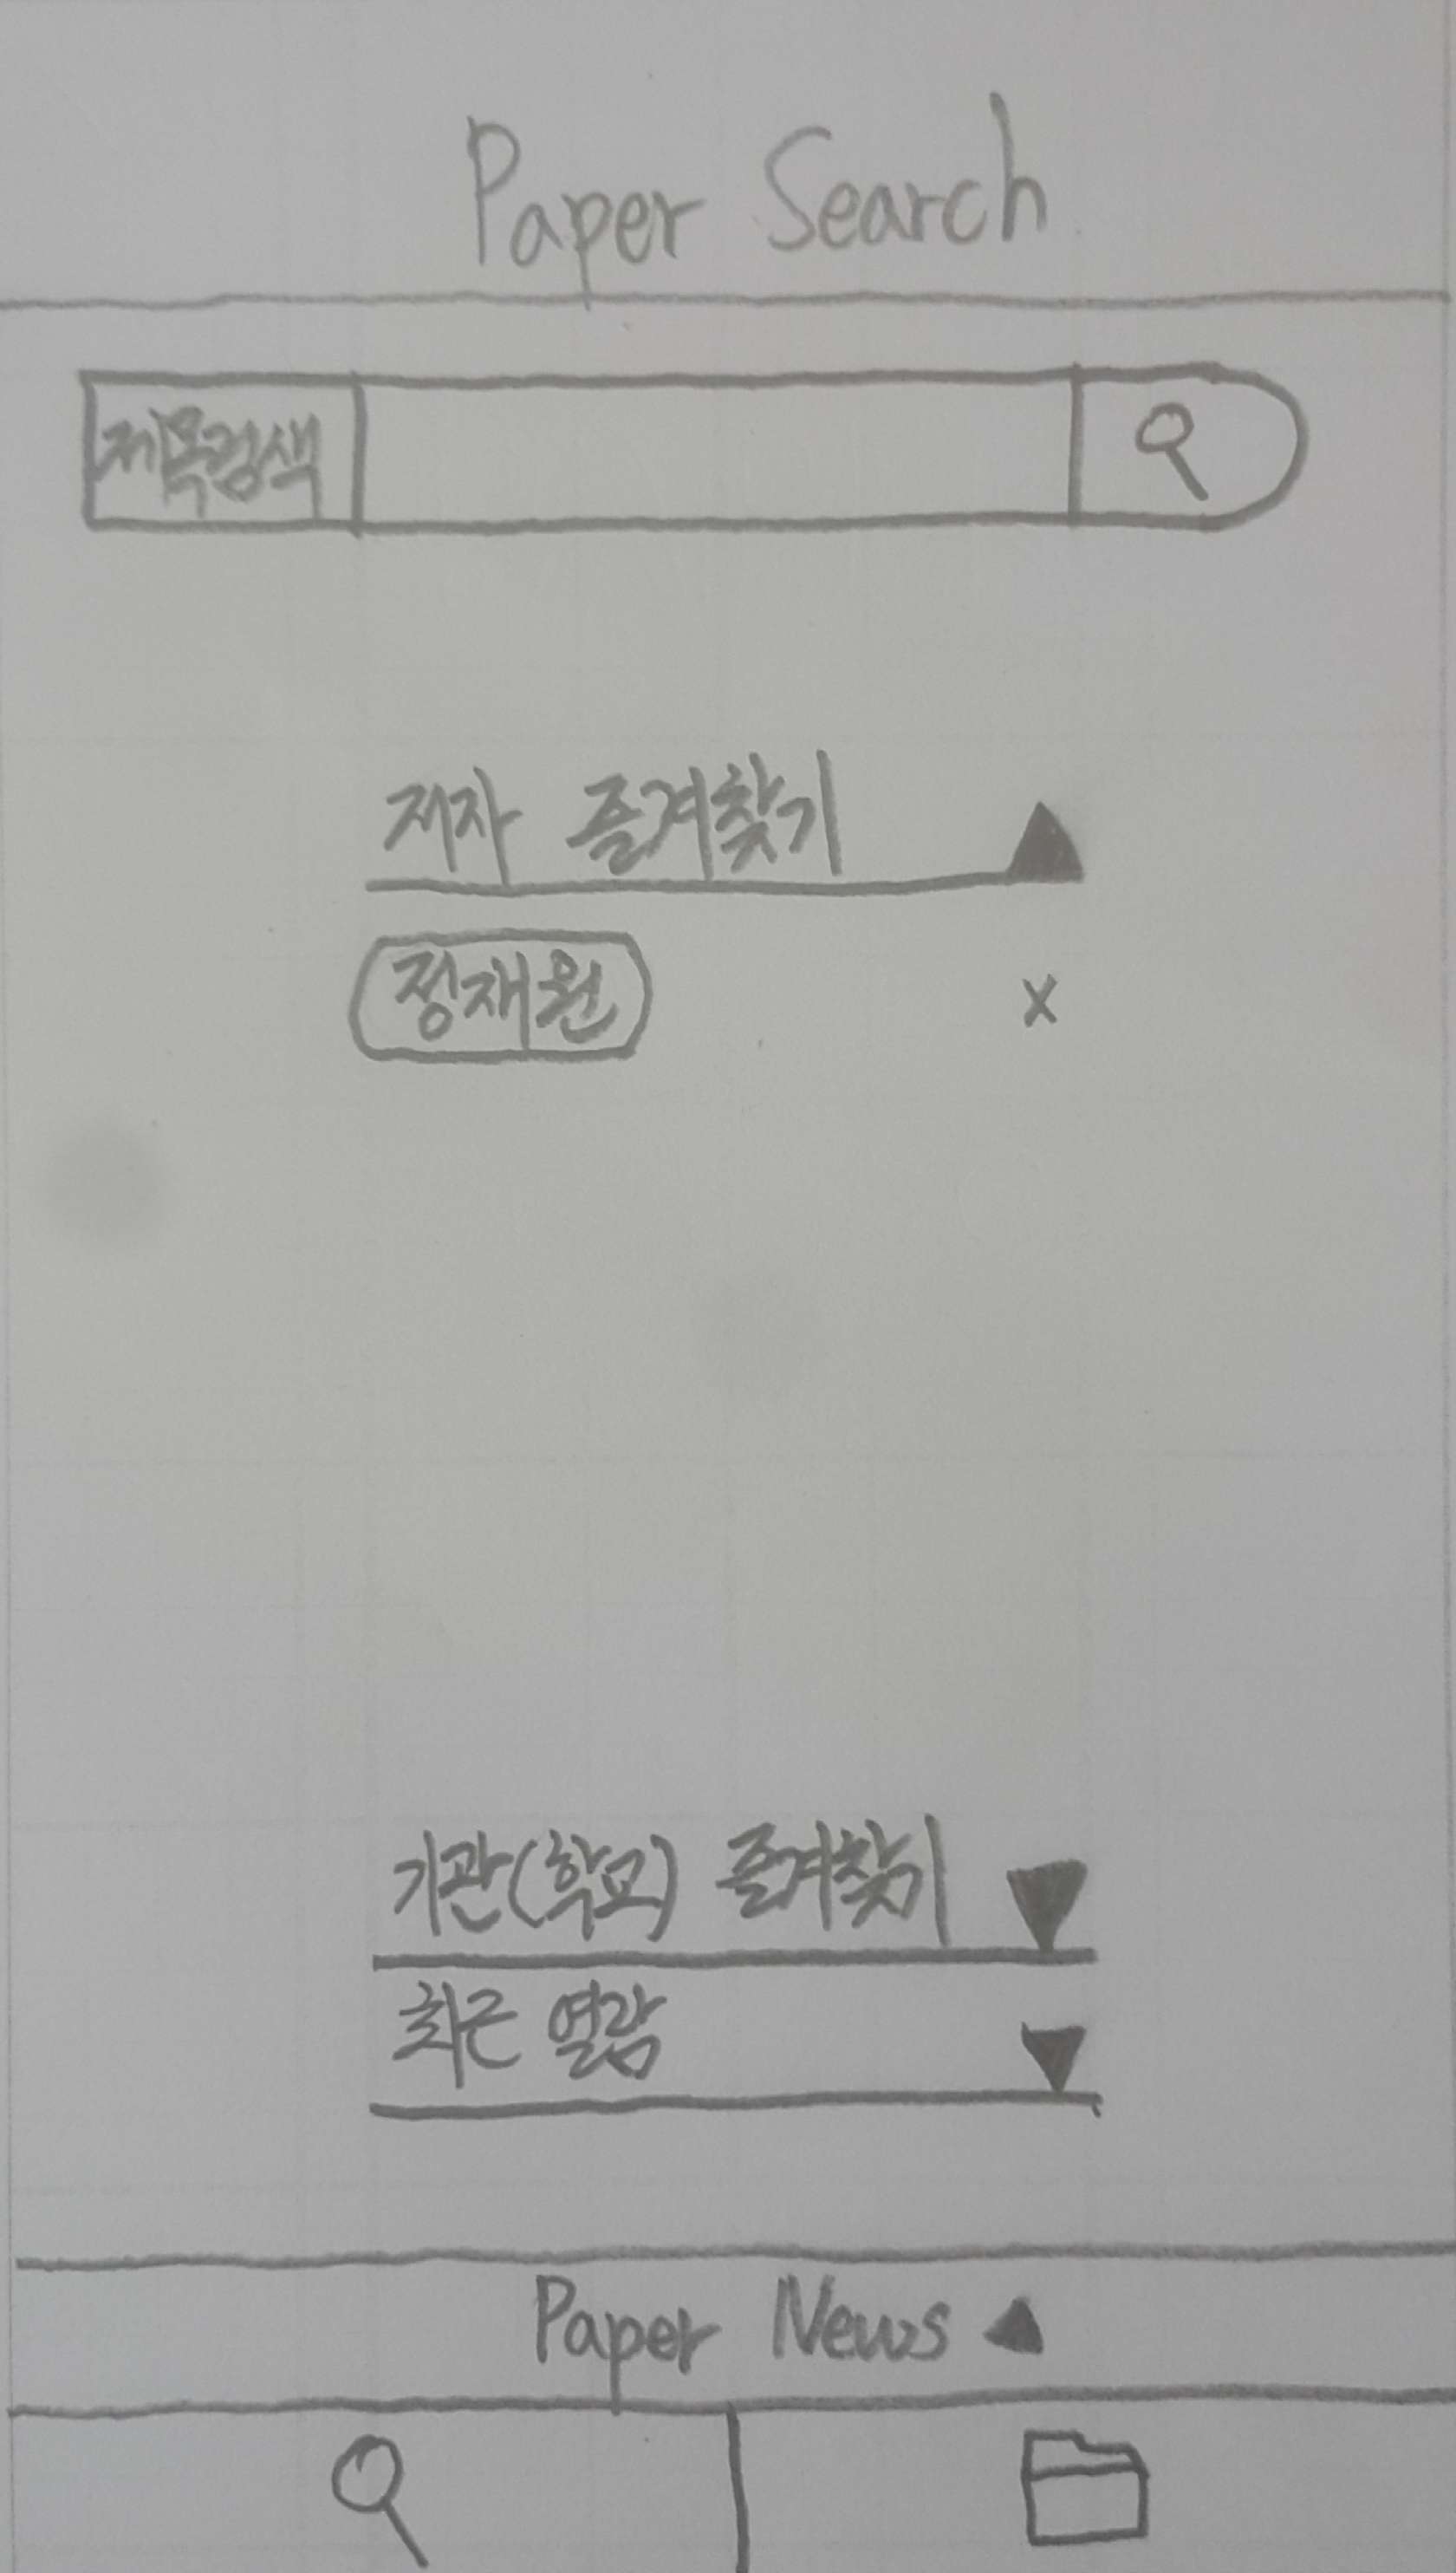 Paper Search
제목검색
저자 즐겨찾기
정재원
x
기관(학교) 즐겨찾기
최근 열람
Paper News